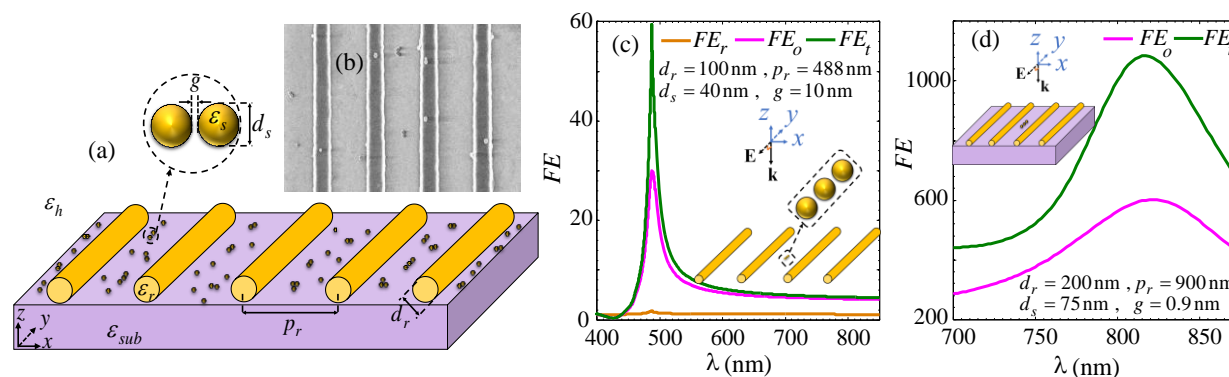 (a)
g
ε_s
d_s
ε_h
ε_r
p_r
d_r
ε_sub
z
y
x
(b)
(c)
FE_r FE_o FE_t
d_r = 100 nm , p_r = 488 nm
d_s = 40 nm , g = 10 nm
z
y
x
E
k
FE
60
40
20
0
400 500 600 700 800
λ (nm)
(d)
FE_o FE
z
y
x
E
k
FE
1000
600
200
d_r = 200 nm , p_r = 900 nm
d_s = 75 nm , g = 0.9 nm
700 750 800 850
λ (nm)